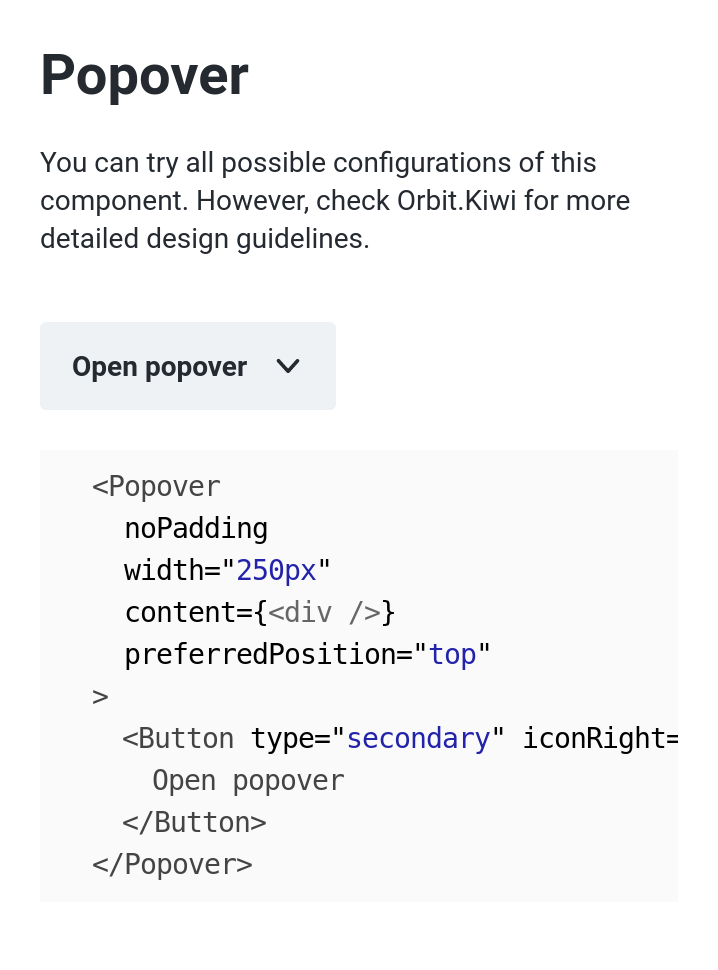 Popover
You can try all possible configurations of this
component. However, check Orbit.Kiwi for more
detailed design guidelines.
Open popover
<Popover
noPadding
width="250px"
content={<div />}
preferredPosition="top"
>
<Button type="secondary" iconRight=
Open popover
</Button>
</Popover>